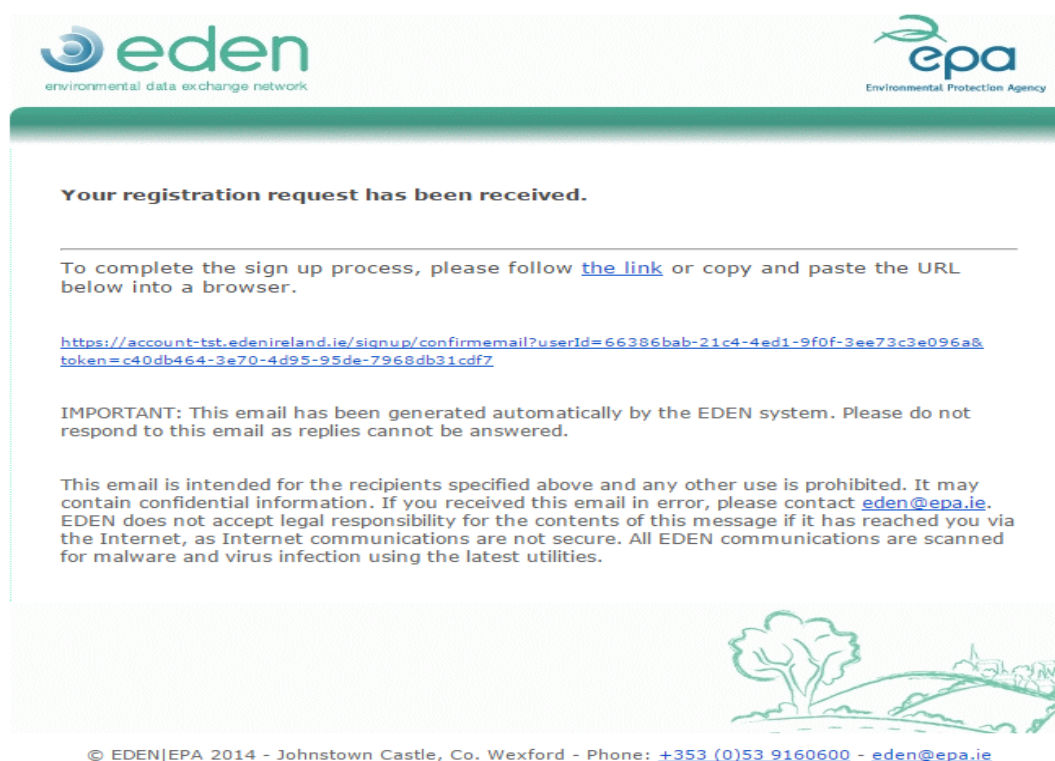 eden
environmental data exchange network
epa
Environmental Protection Agency
Your registration request has been received.
To complete the sign up process, please follow the link or copy and paste the URL
below into a browser.
https://account-tst.edenireland.ie/signup/confirmemail?userId=66386bab-21c4-4ed1-9f0f-3ee73c3e096a&
token=c40db464-3e70-4d95-95de-7968db31cdf7
IMPORTANT: This email has been generated automatically by the EDEN system. Please do not
respond to this email as replies cannot be answered.
This email is intended for the recipients specified above and any other use is prohibited. It may
contain confidential information. If you received this email in error, please contact eden@epa.ie.
EDEN does not accept legal responsibility for the contents of this message if it has reached you via
the Internet, as Internet communications are not secure. All EDEN communications are scanned
for malware and virus infection using the latest utilities.
© EDEN|EPA 2014 - Johnstown Castle, Co. Wexford - Phone: +353 (0)53 9160600 - eden@epa.ie